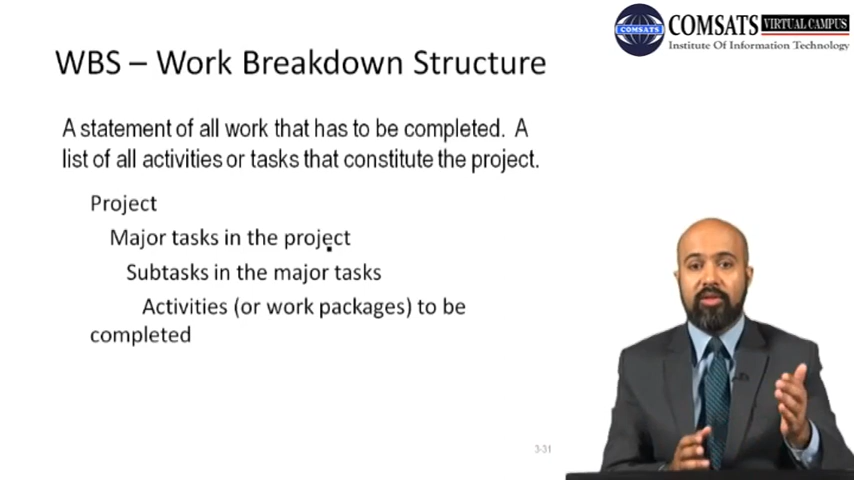 COMSATS VIRTUAL CAMPUS
COMSATS
Institute Of Information Technology
WBS – Work Breakdown Structure
A statement of all work that has to be completed. A
list of all activities or tasks that constitute the project.
Project
Major tasks in the project
Subtasks in the major tasks
Activities (or work packages) to be
completed
3-31